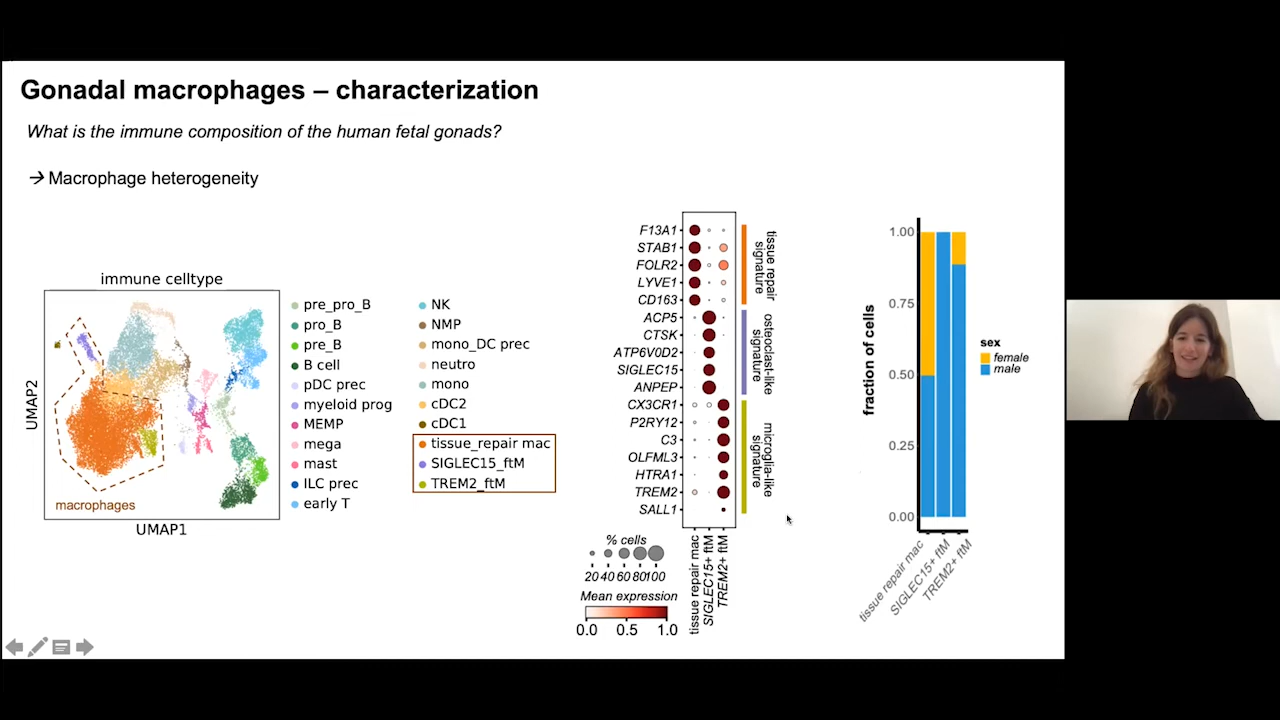 Gonadal macrophages – characterization
What is the immune composition of the human fetal gonads?
→ Macrophage heterogeneity
immune celltype
UMAP2
UMAP1
macrophages
pre_pro_B
pro_B
pre_B
B cell
pDC prec
myeloid prog
MEMP
mega
mast
ILC prec
early T
NK
NMP
mono_DC prec
neutro
mono
cDC2
cDC1
tissue_repair mac
SIGLEC15_ftM
TREM2_ftM
F13A1
STAB1
FOLR2
LYVE1
CD163
ACP5
CTSK
ATP6V0D2
SIGLEC15
ANPEP
CX3CR1
P2RY12
C3
OLFML3
HTRA1
TREM2
SALL1
tissue repair
signature
osteoclast-like
signature
microglia-like
signature
tissue repair mac
SIGLEC15+ ftM
TREM2+ ftM
% cells
20 40 60 80100
Mean expression
0.0 0.5 1.0
fraction of cells
1.00
0.75
0.50
0.25
0.00
tissue repair mac
SIGLEC15+ ftM
TREM2+ ftM
sex
female
male